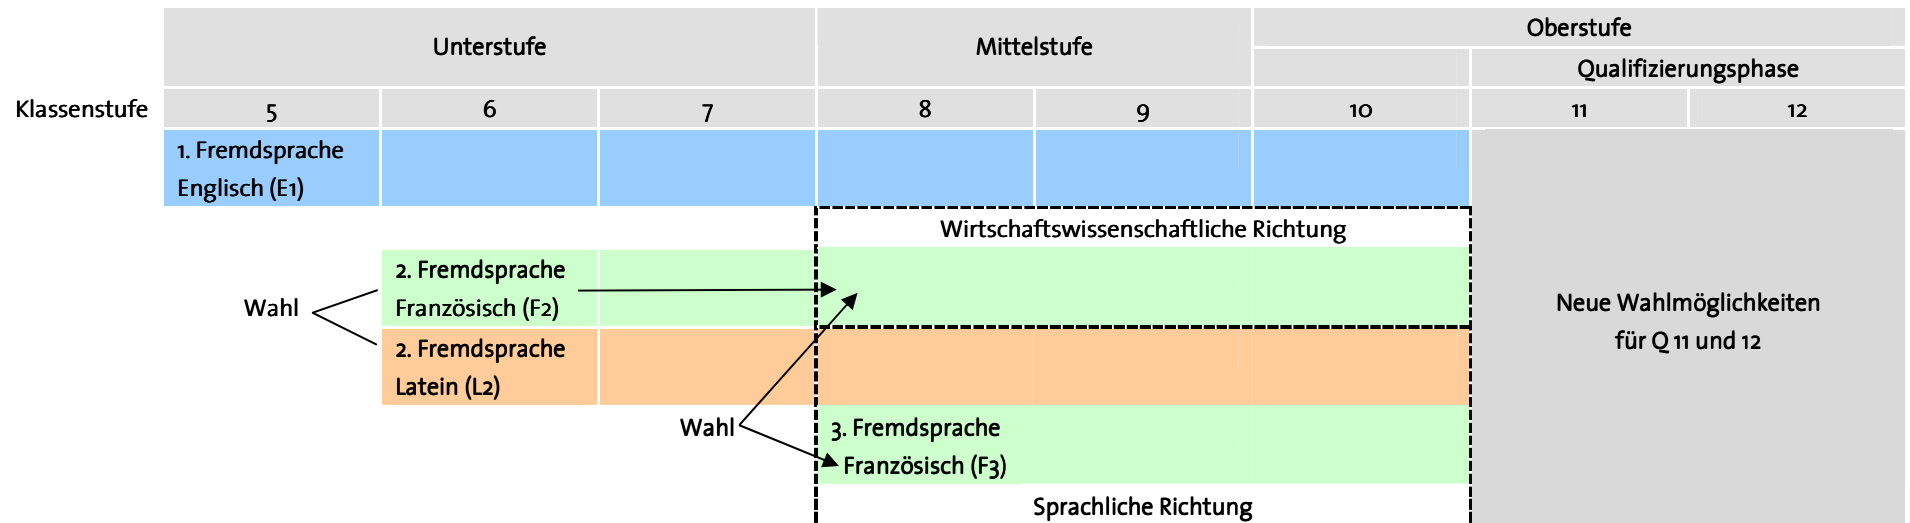 Unterstufe
Mittelstufe
Oberstufe
Qualifizierungsphase
Klassenstufe 5 6 7 8 9 10 11 12
1. Fremdsprache
Englisch (E1)
Wirtschaftswissenschaftliche Richtung
2. Fremdsprache
Französisch (F2)
Wahl
Neue Wahlmöglichkeiten
für Q 11 und 12
2. Fremdsprache
Latein (L2)
Wahl
3. Fremdsprache
Französisch (F3)
Sprachliche Richtung